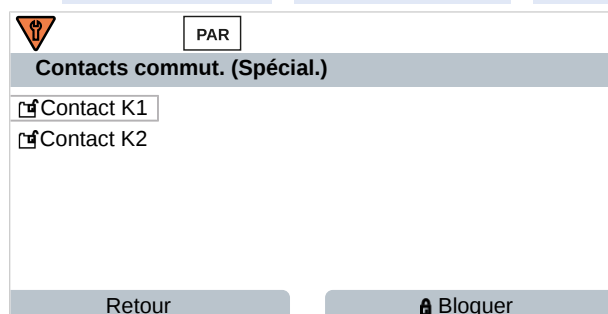 PAR
Contacts commut. (Spécial.)
Contact K1
Contact K2
Retour
Bloquer